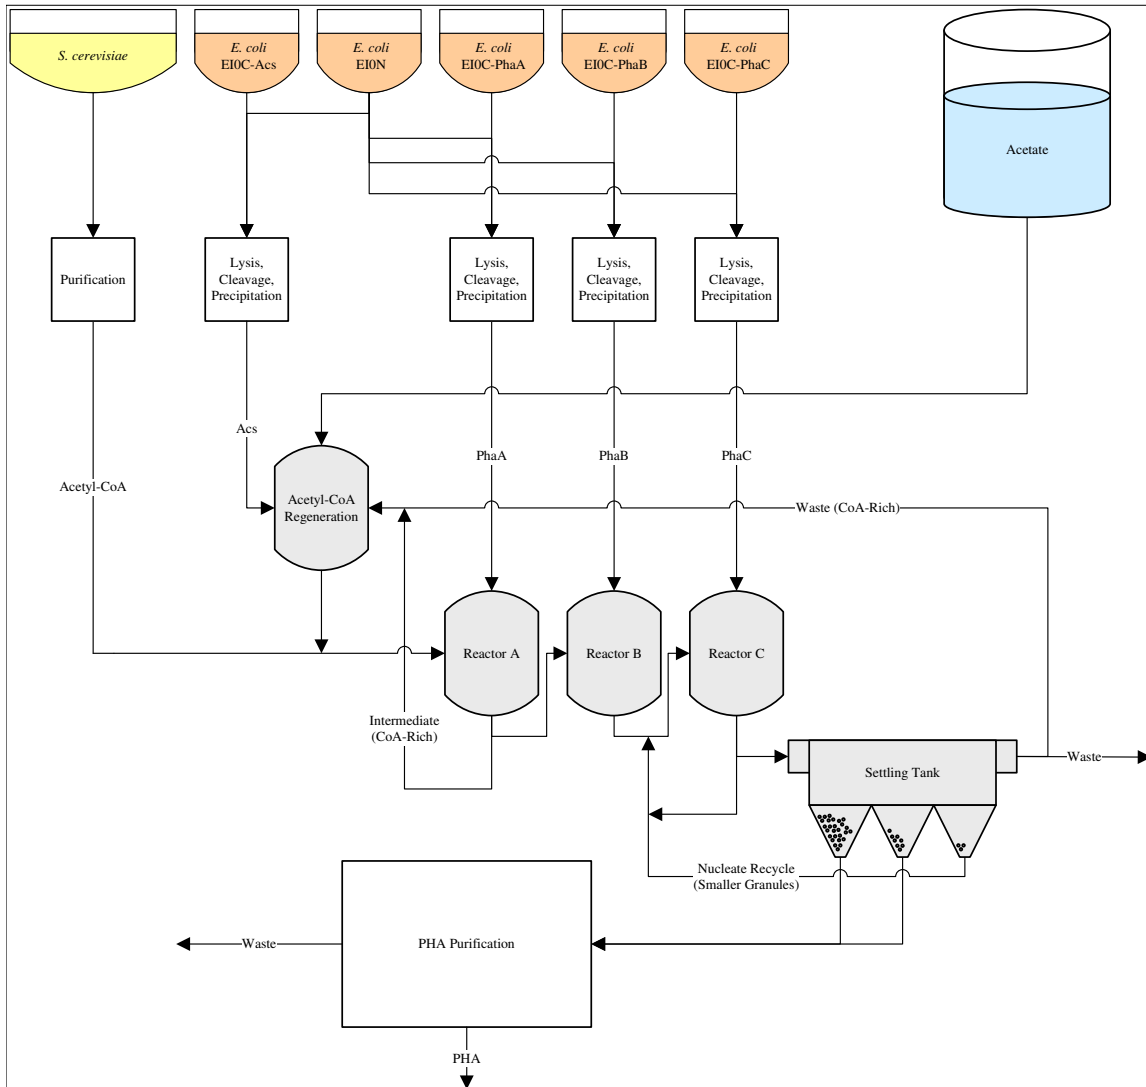 S. cerevisiae
E. coli
EI0C-Acs
E. coli
EI0N
E. coli
EI0C-PhaA
E. coli
EI0C-PhaB
E. coli
EI0C-PhaC
Acetate
Purification
Lysis,
Cleavage,
Precipitation
Lysis,
Cleavage,
Precipitation
Lysis,
Cleavage,
Precipitation
Lysis,
Cleavage,
Precipitation
Acs
Acetyl-CoA
PhaA
PhaB
PhaC
Acetyl-CoA
Regeneration
Waste (CoA-Rich)
Reactor A
Reactor B
Reactor C
Intermediate
(CoA-Rich)
Settling Tank
Waste
Nucleate Recycle
(Smaller Granules)
Waste
PHA Purification
PHA